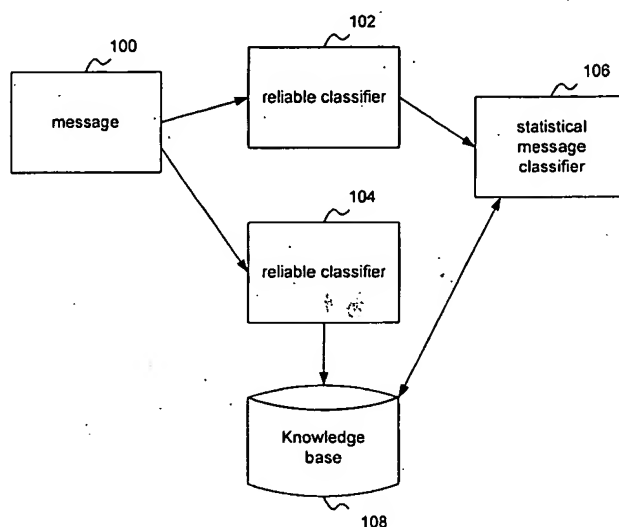 100
message
102
reliable classifier
106
statistical
message
classifier
104
reliable classifier
Knowledge
base
108